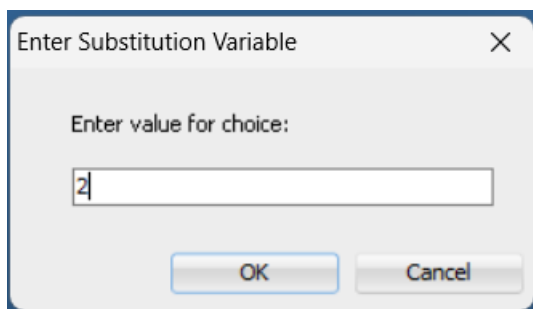 Enter Substitution Variable
Enter value for choice:
2
OK Cancel